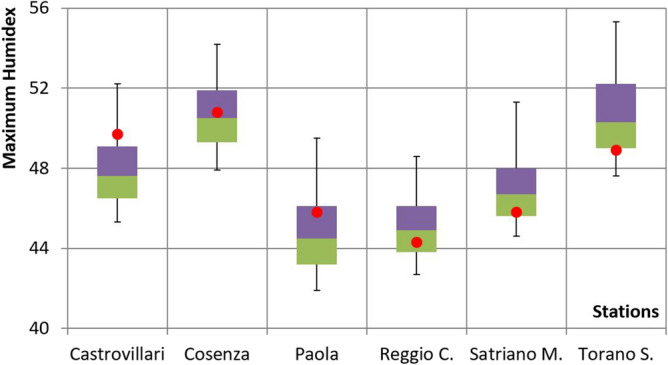 Maximum Humidex
56
52
48
44
40
Stations
Castrovillari Cosenza Paola Reggio C. Satriano M. Torano S.